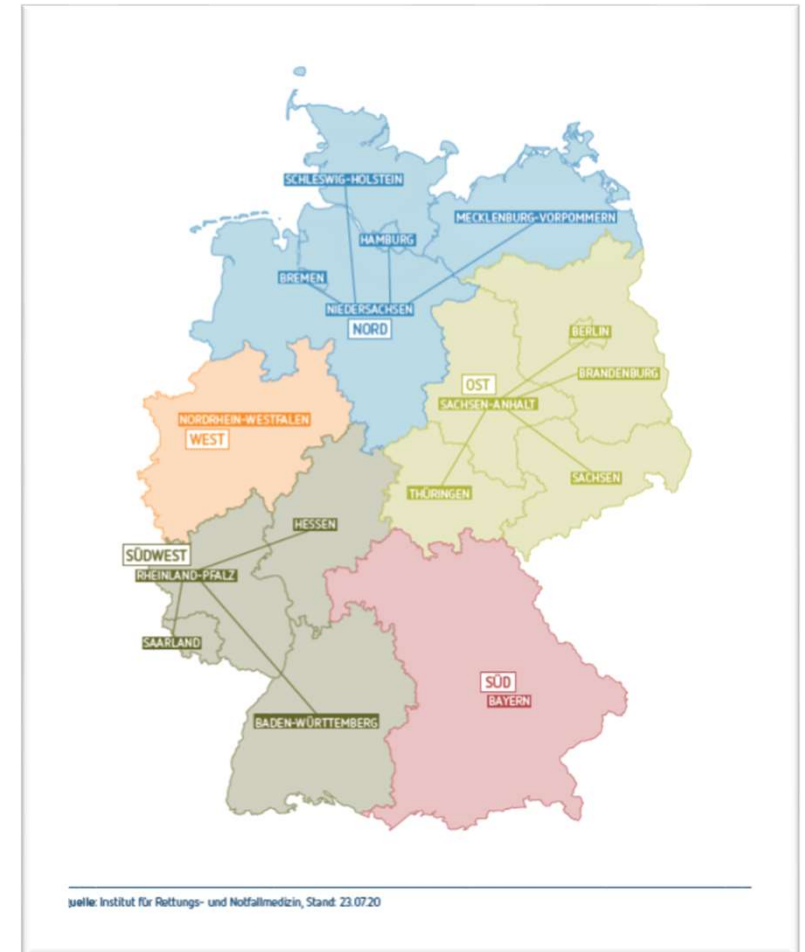 SCHLESWIG-HOLSTEIN
MECKLENBURG-VORPOMMERN
HAMBURG
BREMEN
NIEDERSACHSEN
NORD
BERLIN
BRANDENBURG
OST
SACHSEN-ANHALT
NORDRHEIN-WESTFALEN
WEST
SACHSEN
THÜRINGEN
HESSEN
SÜDWEST
RHEINLAND-PFALZ
SAARLAND
SÜD
BAYERN
BADEN-WÜRTTEMBERG
uelle: Institut für Rettungs- und Notfallmedizin, Stand: 23.07.20